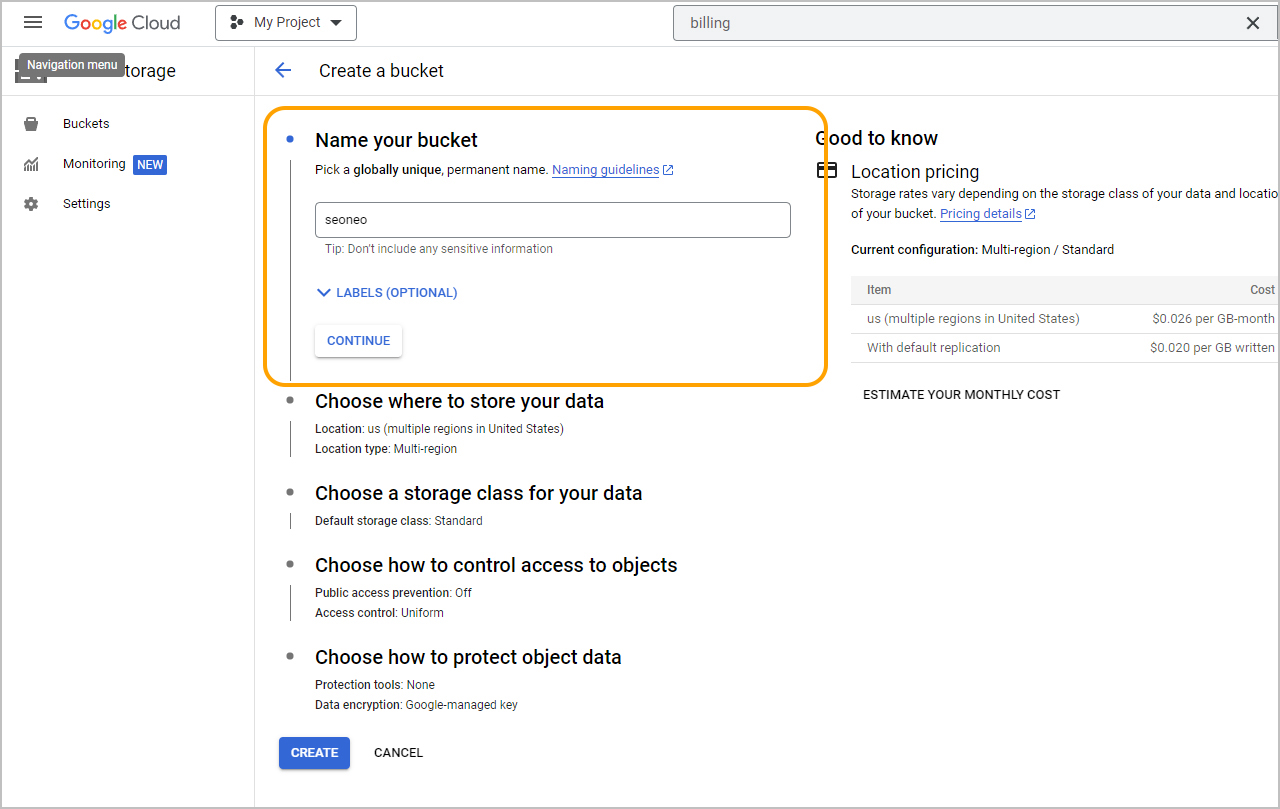 Google Cloud
My Project
billing
Navigation menu
torage
Create a bucket
Buckets
Monitoring NEW
Settings
Name your bucket
Pick a globally unique, permanent name. Naming guidelines
seoneo
Tip: Don't include any sensitive information
LABELS (OPTIONAL)
CONTINUE
Choose where to store your data
Location: us (multiple regions in United States)
Location type: Multi-region
Choose a storage class for your data
Default storage class: Standard
Choose how to control access to objects
Public access prevention: Off
Access control: Uniform
Choose how to protect object data
Protection tools: None
Data encryption: Google-managed key
CREATE
CANCEL
Good to know
Location pricing
Storage rates vary depending on the storage class of your data and locatio
of your bucket. Pricing details
Current configuration: Multi-region / Standard
Item Cost
us (multiple regions in United States) $0.026 per GB-month
With default replication $0.020 per GB written
ESTIMATE YOUR MONTHLY COST